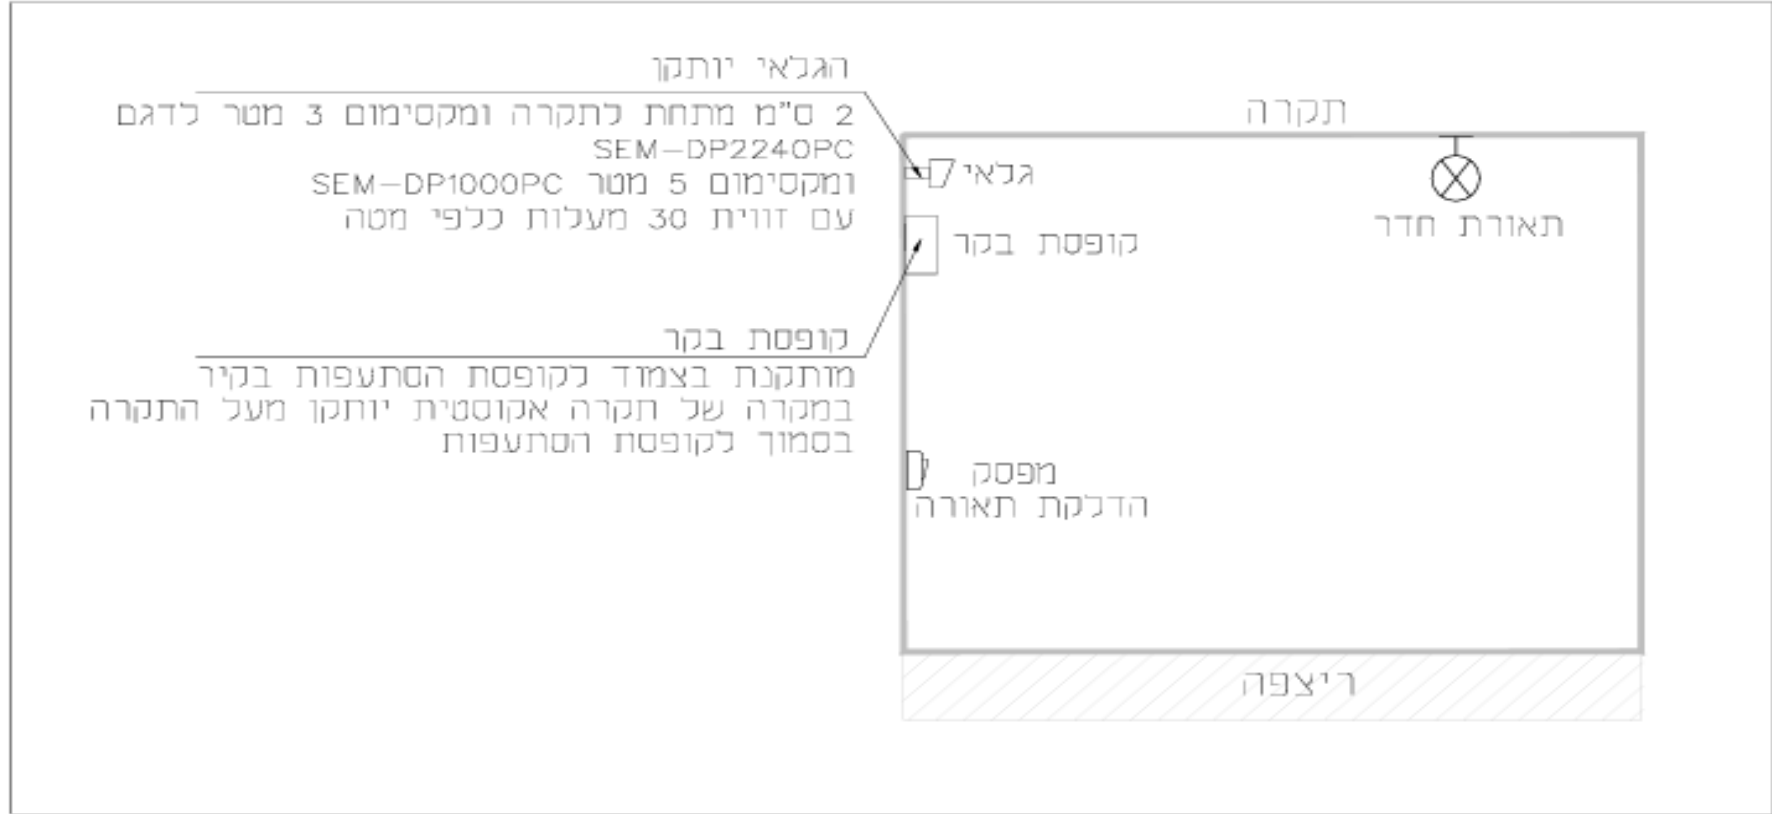 הגלאי יותקן
2 ס"מ מתחת לתקרה ומקסימום 3 מטר לדגם
SEM-DP2240PC
ומקסימום 5 מטר SEM-DP1000PC
עם זווית 30 מעלות כלפי מטה
קופסת בקר
מותקנת בצמוד לקופסת הסתעפות בקיר
במקרה של תקרה אקוסטית יותקן מעל התקרה
בסמוך לקופסת הסתעפות
תקרה
גלאי
תאורת חדר
קופסת בקר
מפסק
הדלקת תאורה
ריצפה